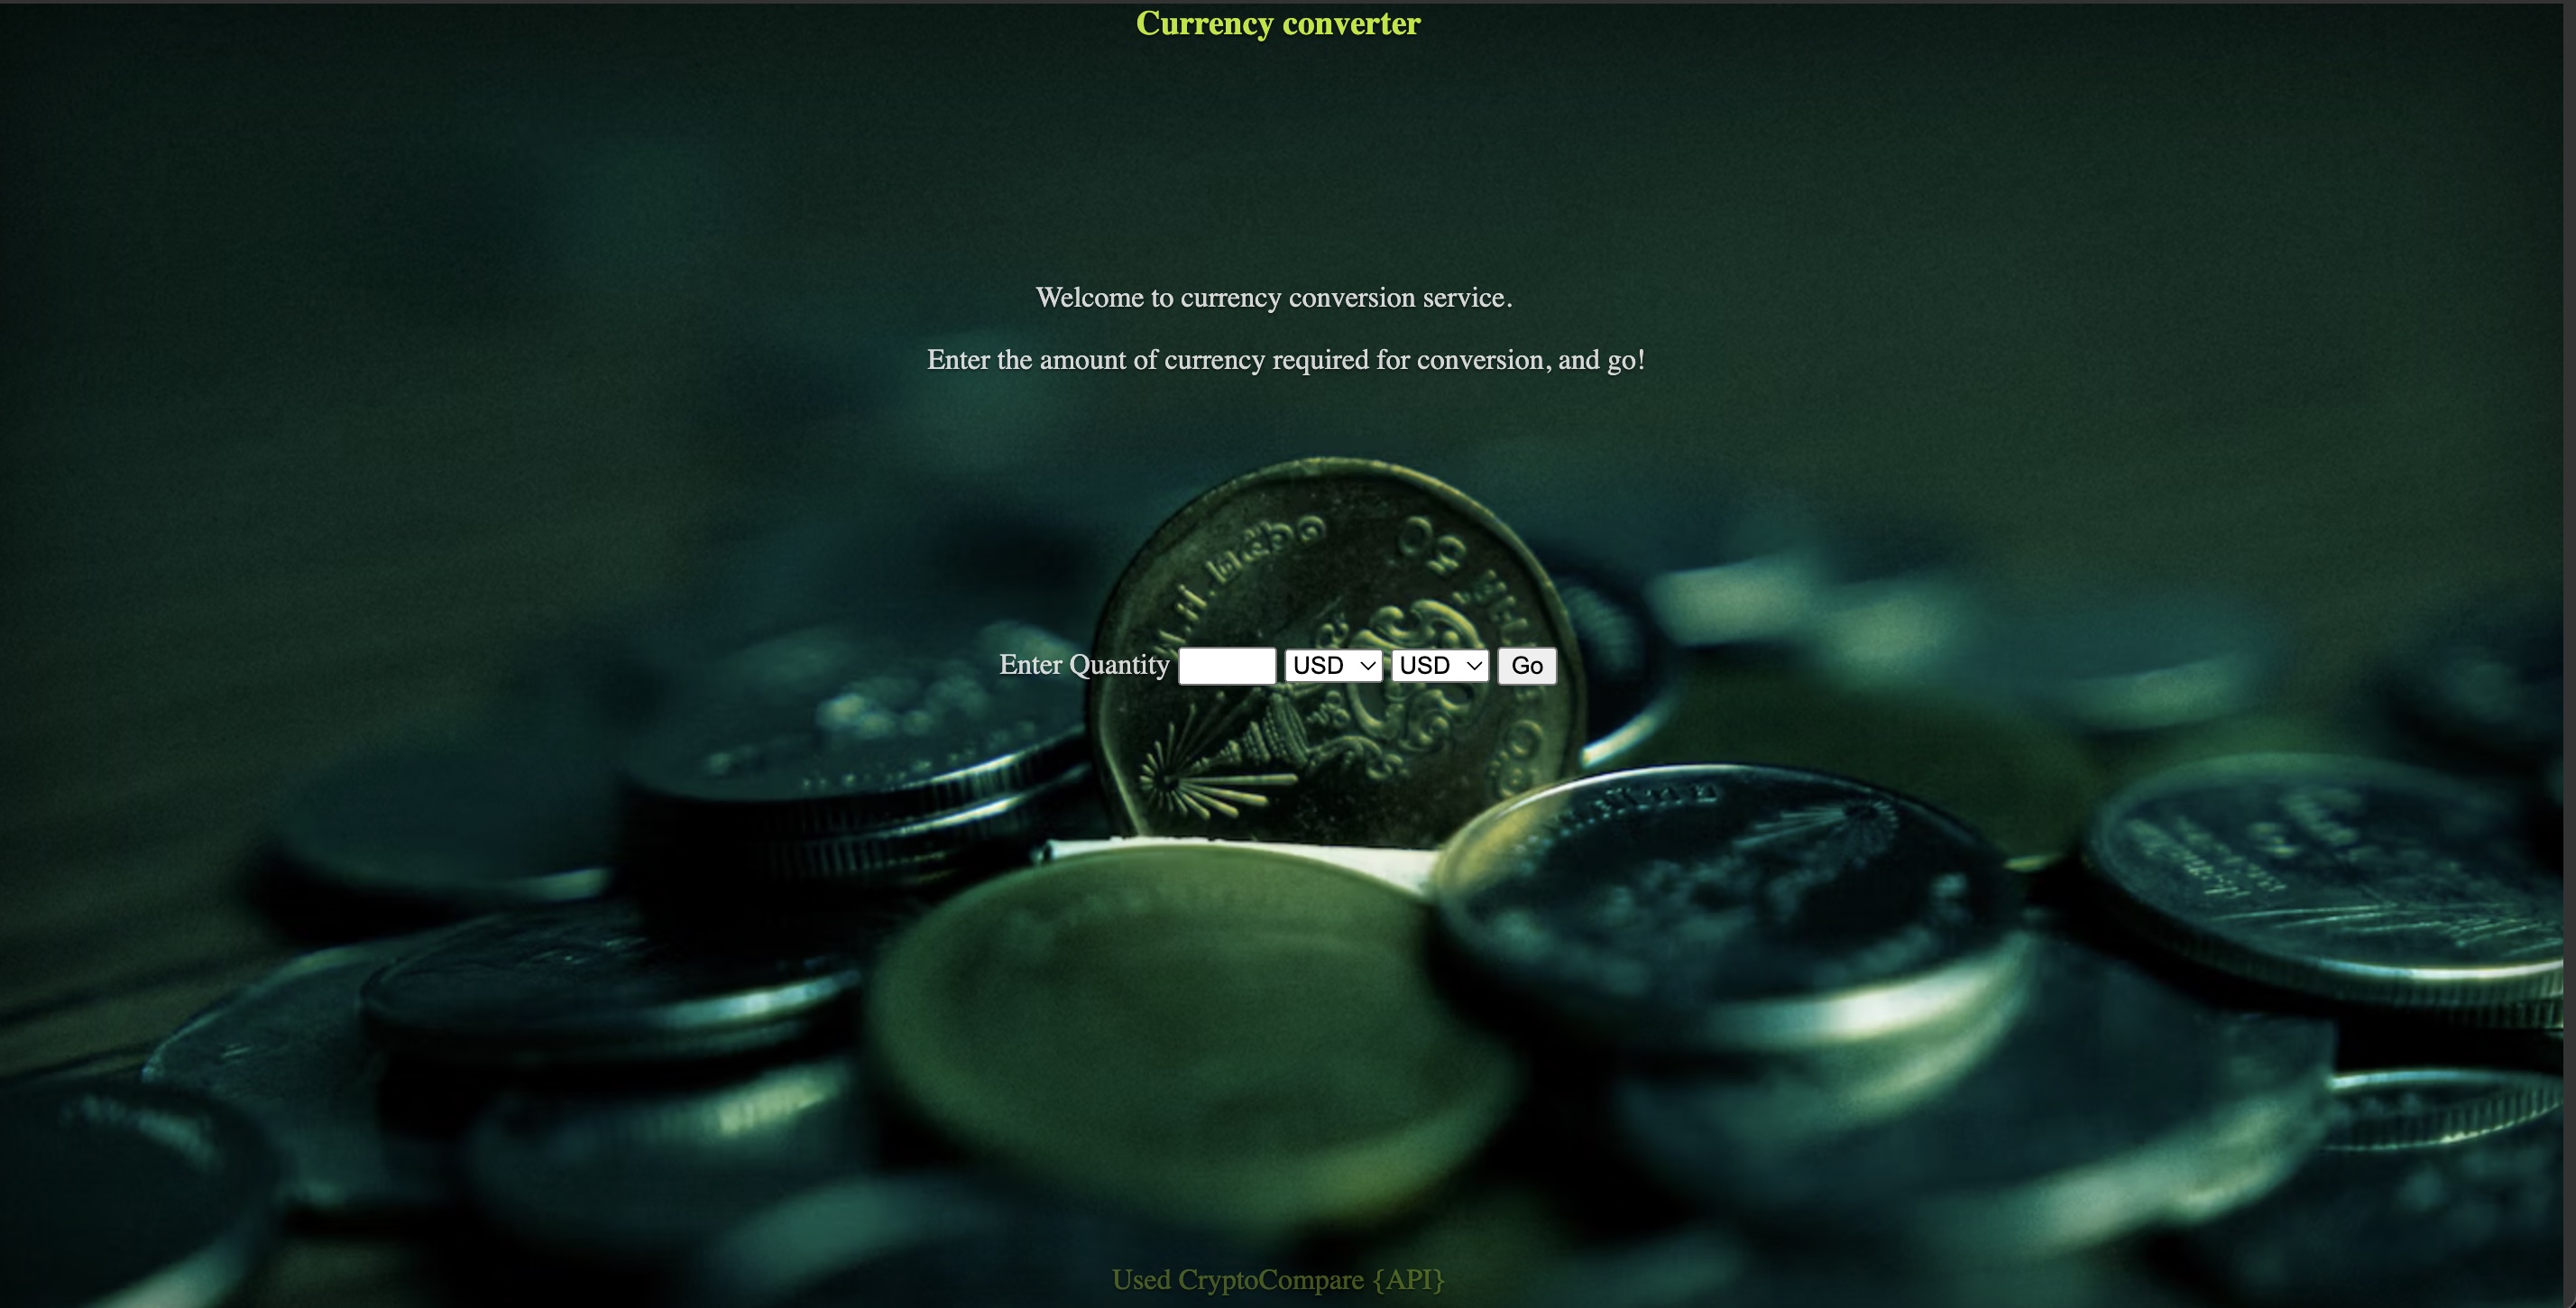 Currency converter
Welcome to currency conversion service.
Enter the amount of currency required for conversion, and go!
Enter Quantity USD USD Go
Used CryptoCompare {API}